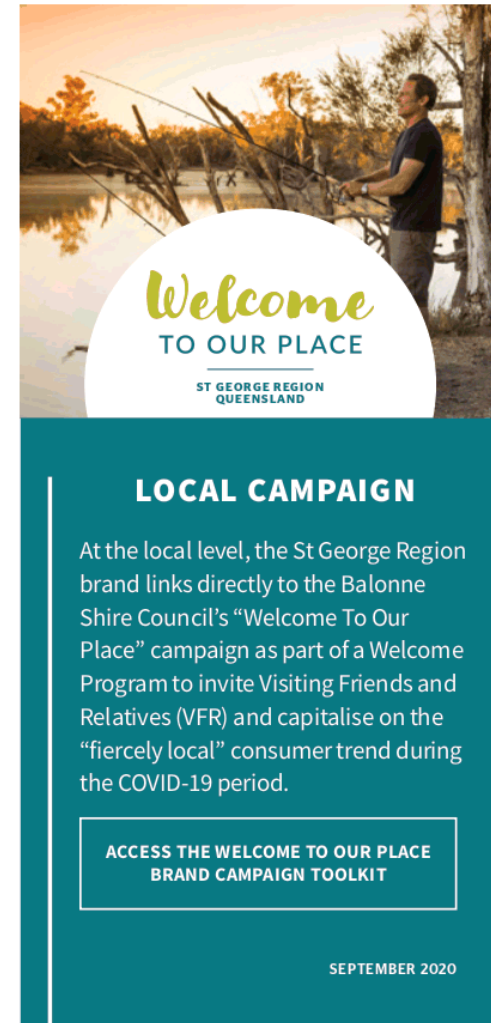 Welcome
TO OUR PLACE
ST GEORGE REGION
QUEENSLAND
LOCAL CAMPAIGN
At the local level, the St George Region
brand links directly to the Balonne
Shire Council’s “Welcome To Our
Place” campaign as part of a Welcome
Program to invite Visiting Friends and
Relatives (VFR) and capitalise on the
“fiercely local” consumer trend during
the COVID-19 period.
ACCESS THE WELCOME TO OUR PLACE
BRAND CAMPAIGN TOOLKIT
SEPTEMBER 2020